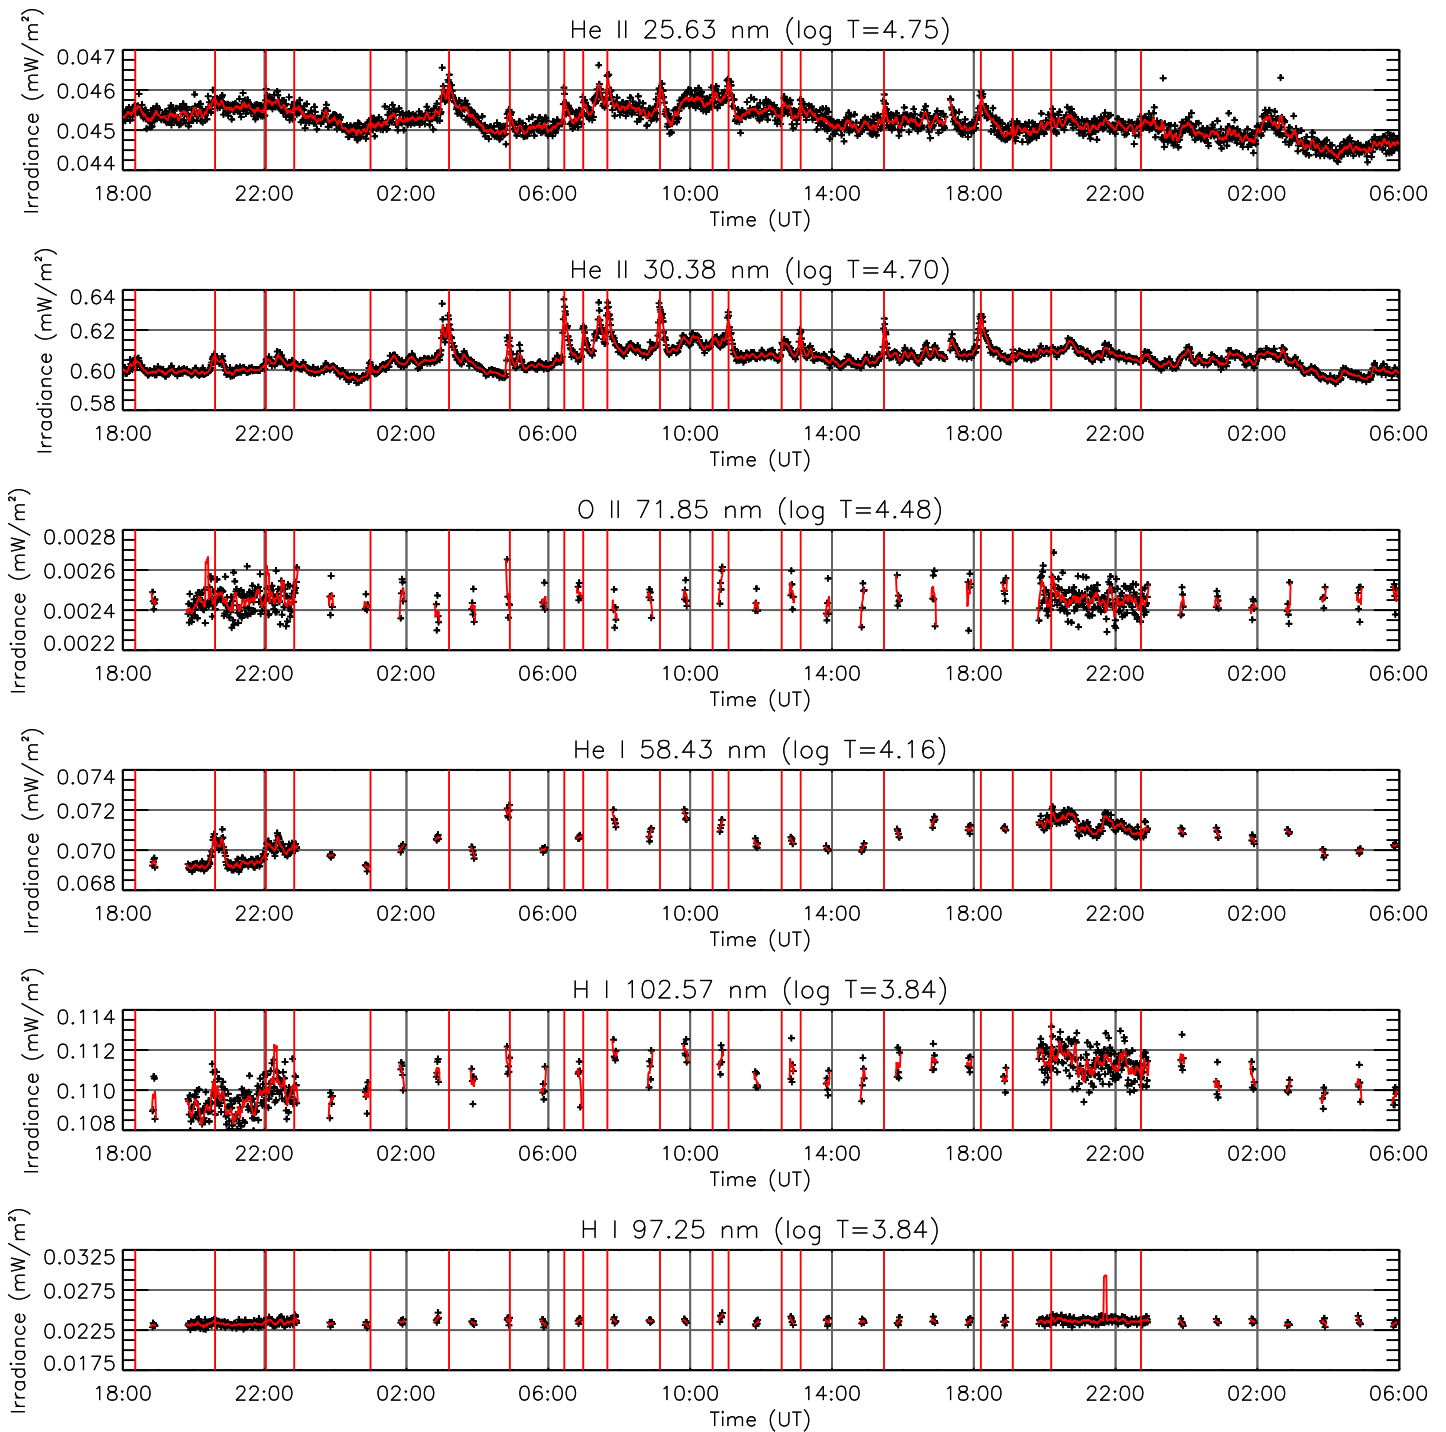 He II 25.63 nm (log T=4.75)
Irradiance (mW/m²)
0.047
0.046
0.045
0.044
18:00 22:00 02:00 06:00 10:00 14:00 18:00 22:00 02:00 06:00
Time (UT)
He II 30.38 nm (log T=4.70)
Irradiance (mW/m²)
0.64
0.62
0.60
0.58
18:00 22:00 02:00 06:00 10:00 14:00 18:00 22:00 02:00 06:00
Time (UT)
O II 71.85 nm (log T=4.48)
Irradiance (mW/m²)
0.0028
0.0026
0.0024
0.0022
18:00 22:00 02:00 06:00 10:00 14:00 18:00 22:00 02:00 06:00
Time (UT)
He I 58.43 nm (log T=4.16)
Irradiance (mW/m²)
0.074
0.072
0.070
0.068
18:00 22:00 02:00 06:00 10:00 14:00 18:00 22:00 02:00 06:00
Time (UT)
H I 102.57 nm (log T=3.84)
Irradiance (mW/m²)
0.114
0.112
0.110
0.108
18:00 22:00 02:00 06:00 10:00 14:00 18:00 22:00 02:00 06:00
Time (UT)
H I 97.25 nm (log T=3.84)
Irradiance (mW/m²)
0.0325
0.0275
0.0225
0.0175
18:00 22:00 02:00 06:00 10:00 14:00 18:00 22:00 02:00 06:00
Time (UT)